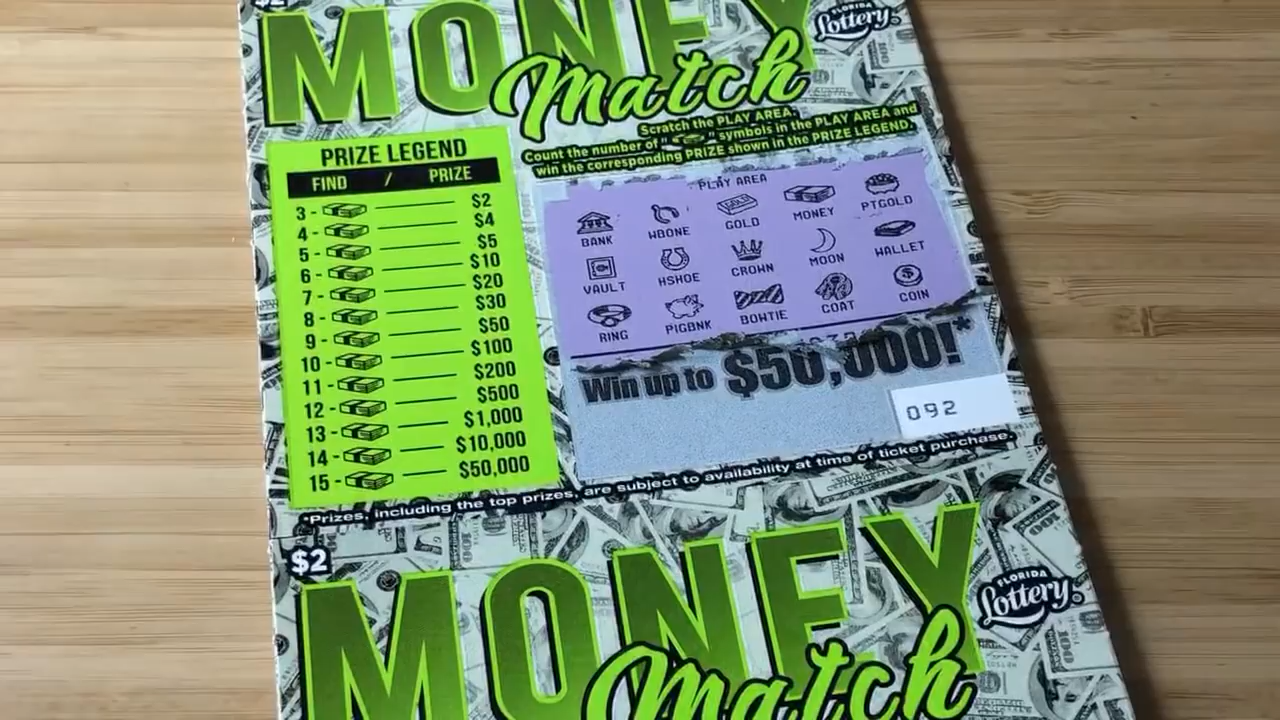 $2
MONEY
Match
FLORIDA
Lottery
Scratch the PLAY AREA.
Count the number of " " symbols in the PLAY AREA and
win the corresponding PRIZE shown in the PRIZE LEGEND.
PRIZE LEGEND
FIND / PRIZE
3 - $2
4 - $4
5 - $5
6 - $10
7 - $20
8 - $30
9 - $50
10 - $100
11 - $200
12 - $500
13 - $1,000
14 - $10,000
15 - $50,000
PLAY AREA
BANK WBONE GOLD MONEY PTGOLD
VAULT HSHOE CROWN MOON WALLET
RING PIGBNK BOWTIE COAT COIN
Win up to $50,000!*
092
*Prizes, including the top prizes, are subject to availability at time of ticket purchase.
$2
MONEY
Match
FLORIDA
Lottery